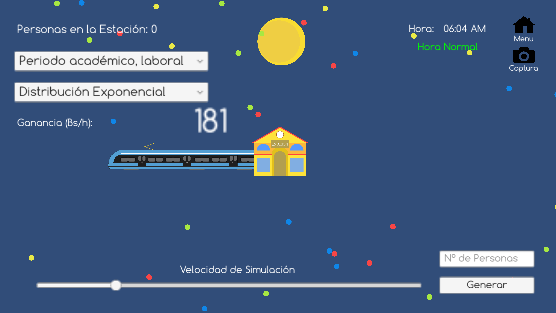 Personas en la Estación: 0
Hora: 06:04 AM
Menu
Hora Normal
Periodo académico, laboral
Captura
Distribución Exponencial
Ganancia (Bs/h):
181
Velocidad de Simulación
N° de Personas
Generar